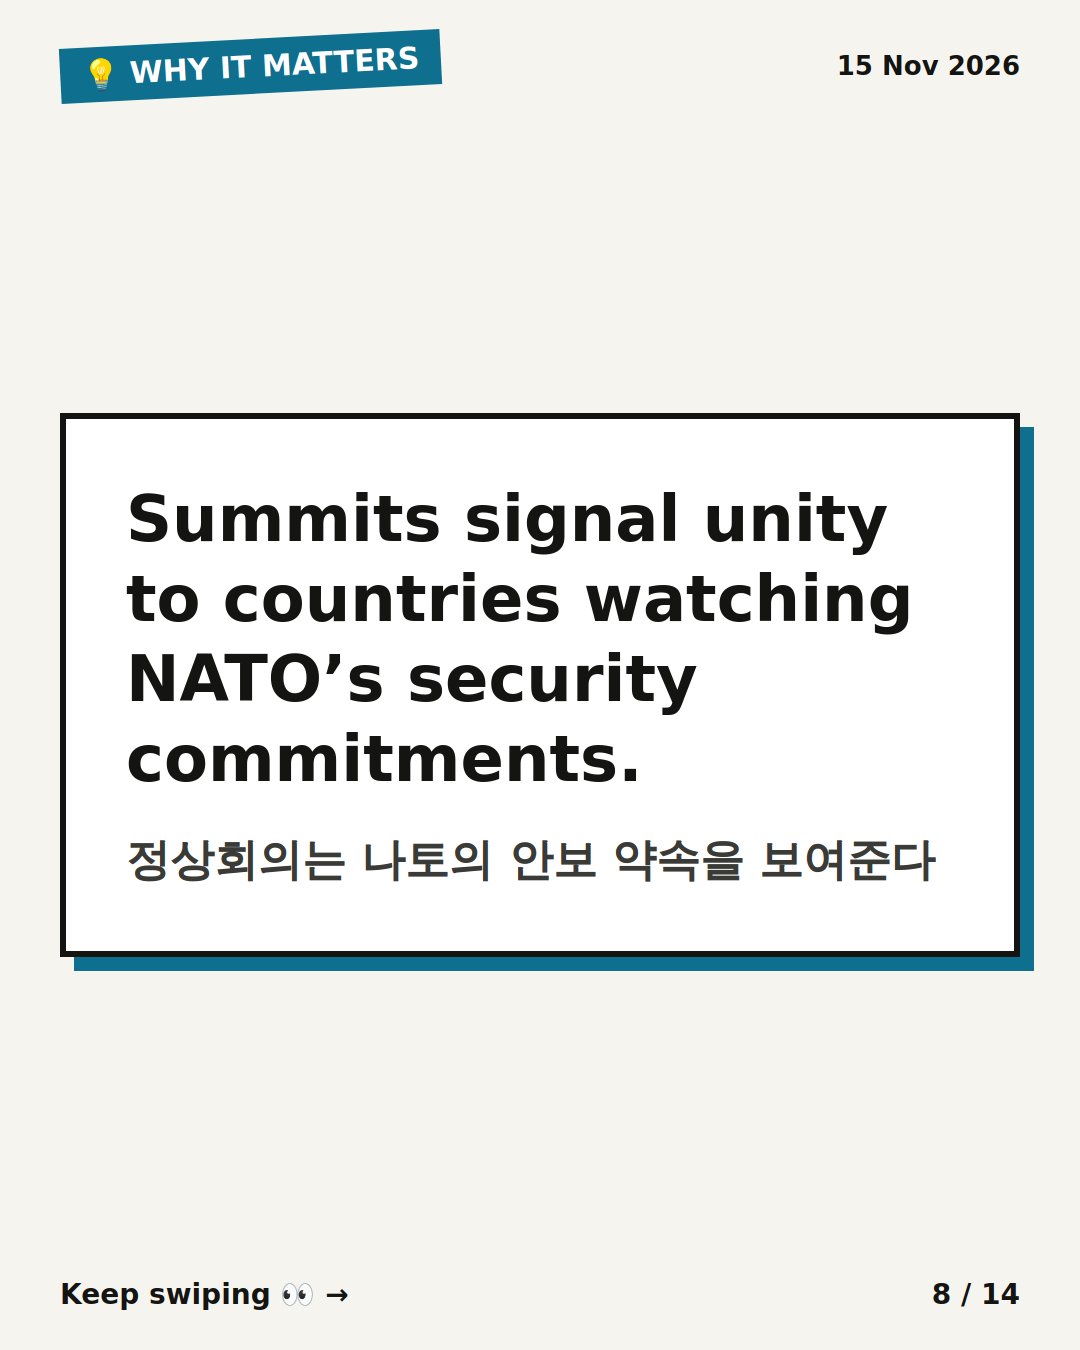 💡 WHY IT MATTERS
15 Nov 2026
Summits signal unity
to countries watching
NATO’s security
commitments.
정상회의는 나토의 안보 약속을 보여준다
Keep swiping 👀 →
8 / 14